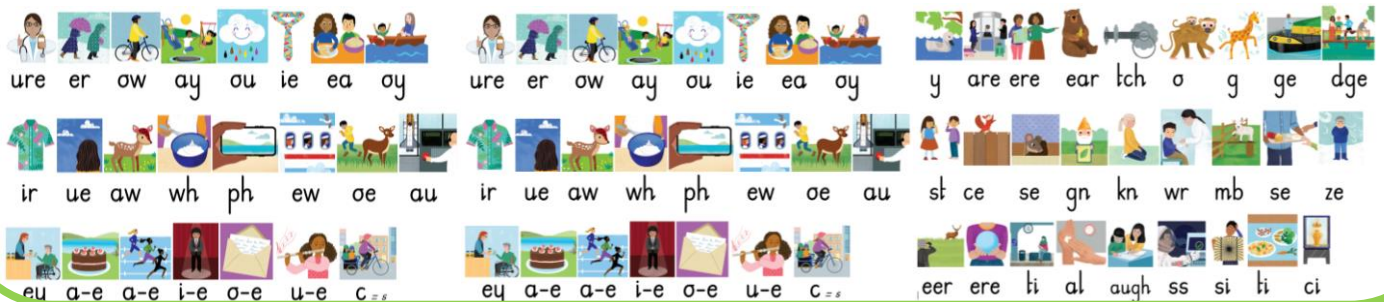 ure er ow ay ou ie ea oy
ir ue aw wh ph ew oe au
ey a-e a-e i-e o-e u-e c = s
ure er ow ay ou ie ea oy
ir ue aw wh ph ew oe au
ey a-e a-e i-e o-e u-e c = s
y are ere ear tch o g ge dge
st ce se gn kn wr mb se ze
eer ere ti al augh ss si ti ci